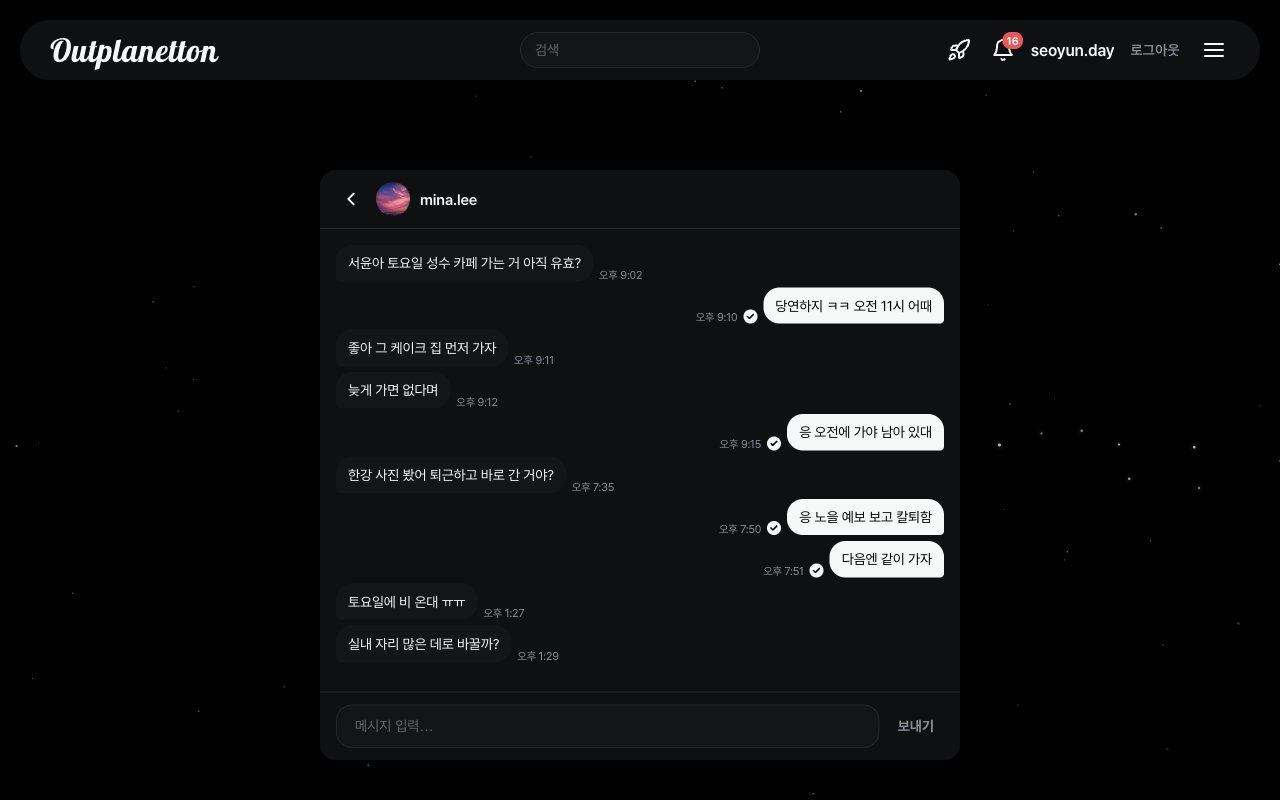 Outplanetton
검색
16
seoyun.day
로그아웃
mina.lee
서윤아 토요일 성수 카페 가는 거 아직 유효?
오후 9:02
오후 9:10
당연하지 ㅋㅋ 오전 11시 어때
좋아 그 케이크 집 먼저 가자
오후 9:11
늦게 가면 없다며
오후 9:12
오후 9:15
응 오전에 가야 남아 있대
한강 사진 봤어 퇴근하고 바로 간 거야?
오후 7:35
오후 7:50
응 노을 예보 보고 칼퇴함
오후 7:51
다음엔 같이 가자
토요일에 비 온대 ㅠㅠ
오후 1:27
실내 자리 많은 데로 바꿀까?
오후 1:29
메시지 입력...
보내기